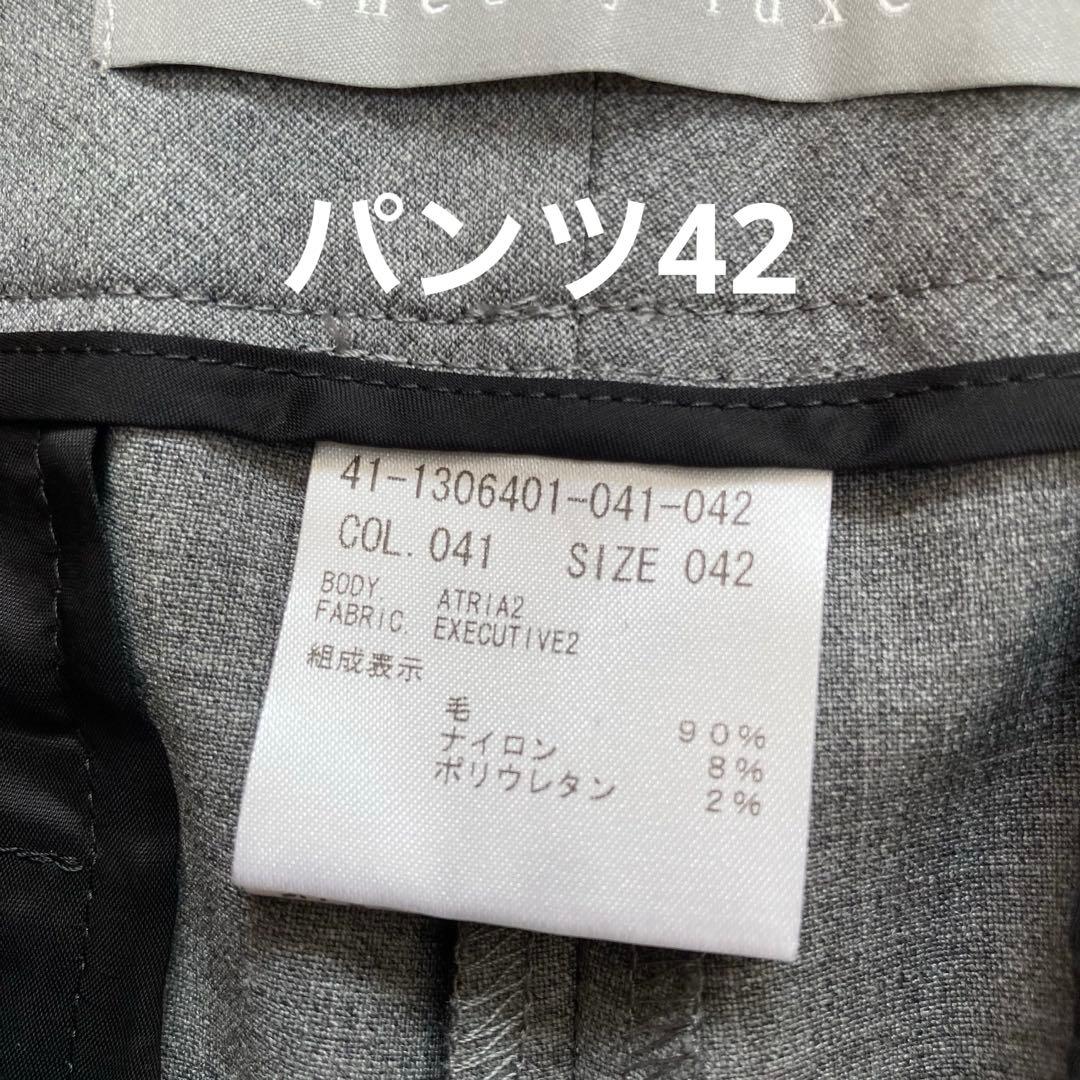 luxe
パンツ42
41-1306401-041-042
COL. 041 SIZE 042
BODY. ATRIA2
FABRIC. EXECUTIVE2
組成表示
毛 90%
ナイロン 8%
ポリウレタン 2%